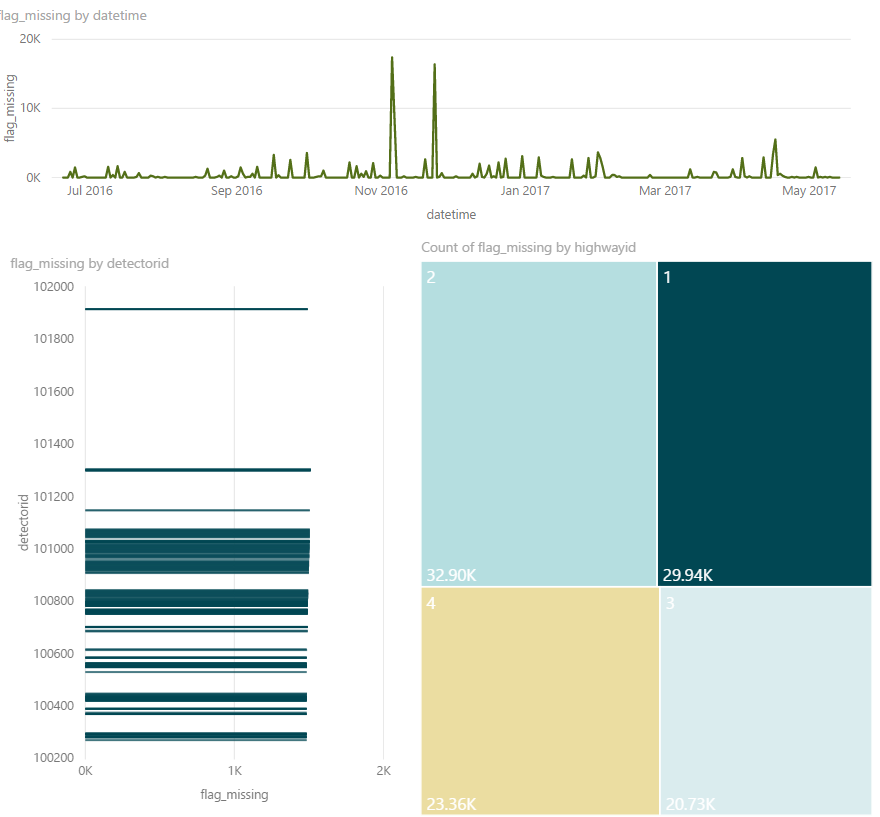 flag_missing by datetime
20K
10K
0K
flag_missing
Jul 2016 Sep 2016 Nov 2016 Jan 2017 Mar 2017 May 2017
datetime
flag_missing by detectorid
102000
101800
101600
101400
101200
101000
100800
100600
100400
100200
detectorid
0K 1K 2K
flag_missing
Count of flag_missing by highwayid
2
32.90K
1
29.94K
4
23.36K
3
20.73K